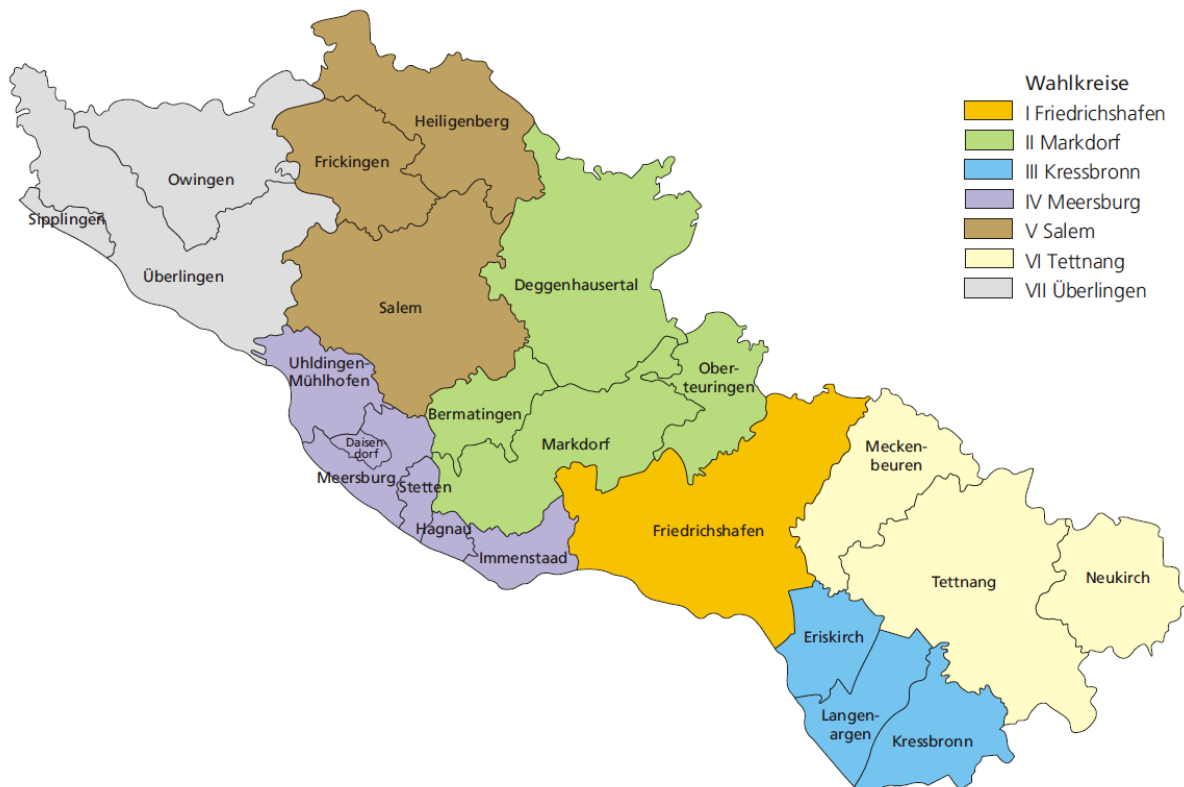 Wahlkreise
I Friedrichshafen
II Markdorf
III Kressbronn
IV Meersburg
V Salem
VI Tettnang
VII Überlingen
Heiligenberg
Frickingen
Owingen
Sipplingen
Überlingen
Deggenhausertal
Salem
Uhldingen-
Mühlhofen
Ober-
teuringen
Bermatingen
Markdorf
Daisen
dorf
Meersburg
Stetten
Hagnau
Immenstaad
Friedrichshafen
Mecken-
beuren
Tettnang
Neukirch
Eriskirch
Langen-
argen
Kressbronn